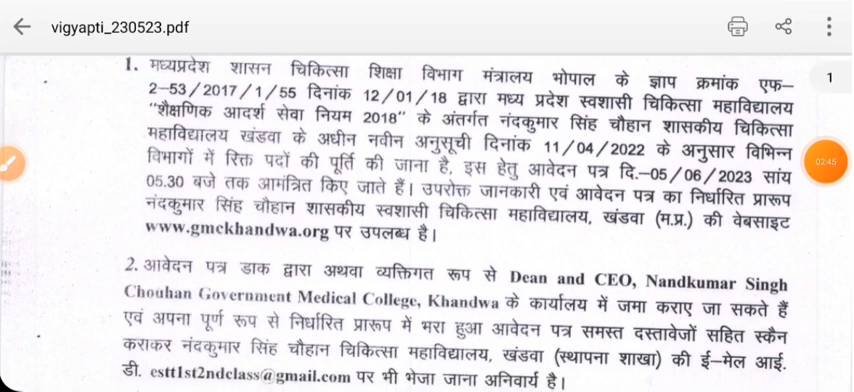 vigyapti_230523.pdf
1
1. मध्यप्रदेश शासन चिकित्सा शिक्षा विभाग मंत्रालय भोपाल के ज्ञाप क्रमांक एफ–
2–53/2017/1/55 दिनांक 12/01/18 द्वारा मध्य प्रदेश स्वशासी चिकित्सा महाविद्यालय
"शैक्षणिक आदर्श सेवा नियम 2018" के अंतर्गत नंदकुमार सिंह चौहान शासकीय चिकित्सा
महाविद्यालय खंडवा के अधीन नवीन अनुसूची दिनांक 11/04/2022 के अनुसार विभिन्न
विभागों में रिक्त पदों की पूर्ति की जाना है, इस हेतु आवेदन पत्र दि.–05/06/2023 सांय
05.30 बजे तक आमंत्रित किए जाते हैं। उपरोक्त जानकारी एवं आवेदन पत्र का निर्धारित प्रारूप
नंदकुमार सिंह चौहान शासकीय स्वशासी चिकित्सा महाविद्यालय, खंडवा (म.प्र.) की वेबसाइट
www.gmckhandwa.org पर उपलब्ध है।
02:45
2. आवेदन पत्र डाक द्वारा अथवा व्यक्तिगत रूप से Dean and CEO, Nandkumar Singh
Chouhan Government Medical College, Khandwa के कार्यालय में जमा कराए जा सकते हैं
एवं अपना पूर्ण रूप से निर्धारित प्रारूप में भरा हुआ आवेदन पत्र समस्त दस्तावेजों सहित स्कैन
कराकर नंदकुमार सिंह चौहान चिकित्सा महाविद्यालय, खंडवा (स्थापना शाखा) की ई–मेल आई.
डी. estt1st2ndclass@gmail.com पर भी भेजा जाना अनिवार्य है।